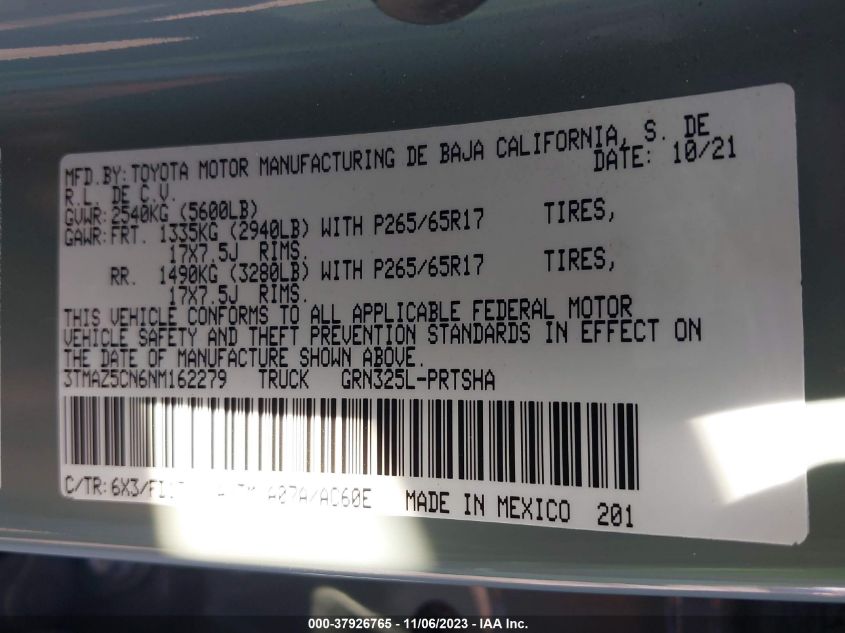 MFD.BY:TOYOTA MOTOR MANUFACTURING DE BAJA CALIFORNIA, S. DE
R.L. DE C.V. DATE: 10/21
GVWR:2540KG (5600LB)
GAWR:FRT. 1335KG (2940LB) WITH P265/65R17 TIRES,
17X7.5J RIMS.
RR. 1490KG (3280LB) WITH P265/65R17 TIRES,
17X7.5J RIMS.
THIS VEHICLE CONFORMS TO ALL APPLICABLE FEDERAL MOTOR
VEHICLE SAFETY AND THEFT PREVENTION STANDARDS IN EFFECT ON
THE DATE OF MANUFACTURE SHOWN ABOVE.
3TMAZ5CN6NM162279 TRUCK GRN325L-PRTSHA
C/TR:6X3/ A07A/AC60E MADE IN MEXICO 201
000-37926765 - 11/06/2023 - IAA Inc.